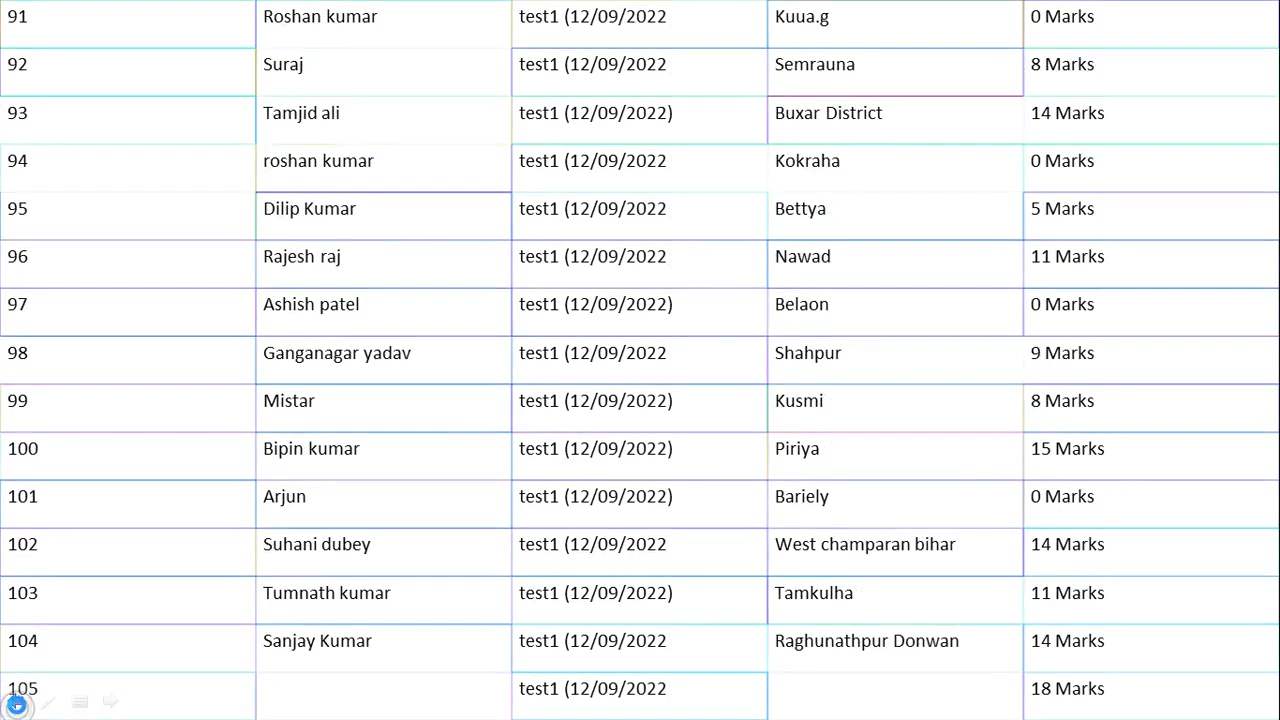 91 Roshan kumar test1 (12/09/2022 Kuua.g 0 Marks
92 Suraj test1 (12/09/2022 Semrauna 8 Marks
93 Tamjid ali test1 (12/09/2022) Buxar District 14 Marks
94 roshan kumar test1 (12/09/2022 Kokraha 0 Marks
95 Dilip Kumar test1 (12/09/2022 Bettya 5 Marks
96 Rajesh raj test1 (12/09/2022 Nawad 11 Marks
97 Ashish patel test1 (12/09/2022) Belaon 0 Marks
98 Ganganagar yadav test1 (12/09/2022 Shahpur 9 Marks
99 Mistar test1 (12/09/2022) Kusmi 8 Marks
100 Bipin kumar test1 (12/09/2022) Piriya 15 Marks
101 Arjun test1 (12/09/2022) Bariely 0 Marks
102 Suhani dubey test1 (12/09/2022 West champaran bihar 14 Marks
103 Tumnath kumar test1 (12/09/2022) Tamkulha 11 Marks
104 Sanjay Kumar test1 (12/09/2022 Raghunathpur Donwan 14 Marks
105 test1 (12/09/2022 18 Marks